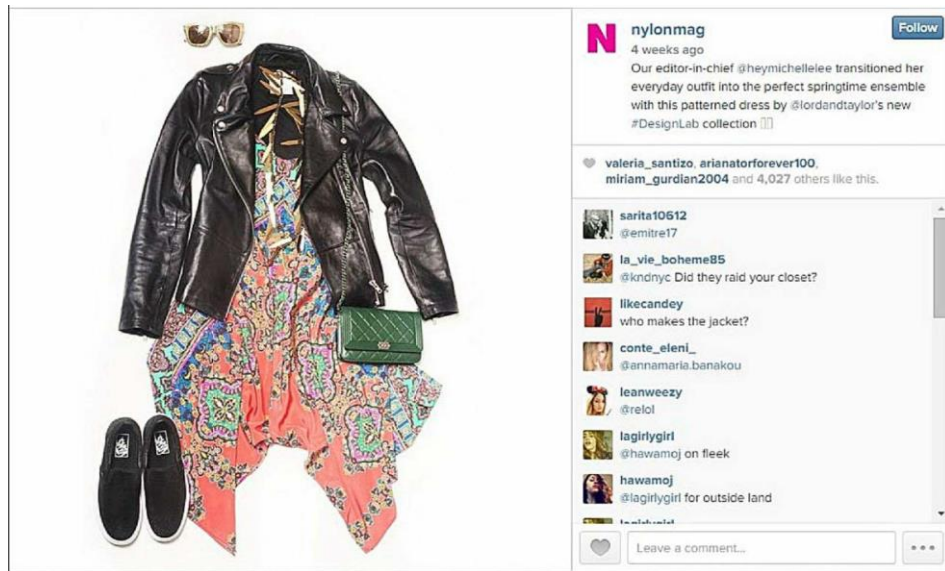 N
nylonmag
Follow
4 weeks ago
Our editor-in-chief @heymichellelee transitioned her
everyday outfit into the perfect springtime ensemble
with this patterned dress by @lordandtaylor's new
#DesignLab collection
valeria_santizo, arianatorforever100,
miriam_gurdian2004 and 4,027 others like this.
sarita10612
@emitre17
la_vie_boheme85
@kndnyc Did they raid your closet?
likecandey
who makes the jacket?
conte_eleni_
@annamaria.banakou
leanweezy
@relol
lagirlygirl
@hawamoj on fleek
hawamoj
@lagirlygirl for outside land
Leave a comment...